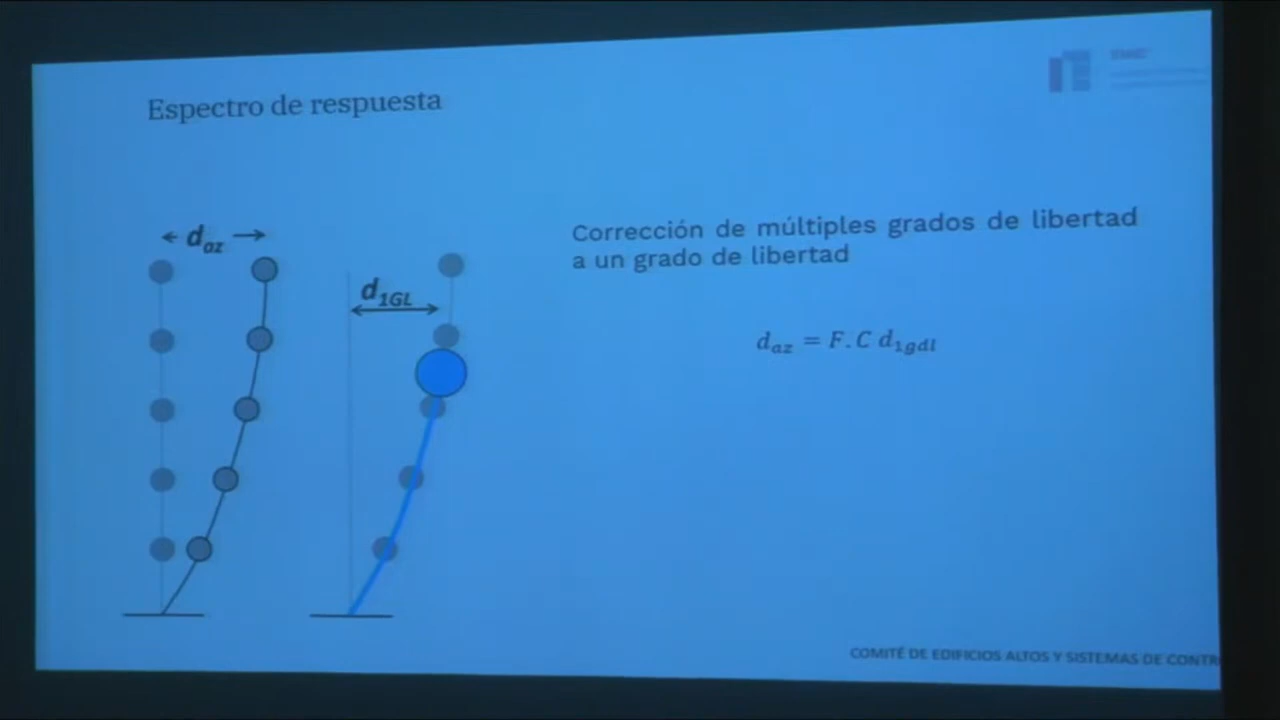 Espectro de respuesta
d_az
d_1GL
Corrección de múltiples grados de libertad
a un grado de libertad
d_az = F.C d_1gdl
COMITÉ DE EDIFICIOS ALTOS Y SISTEMAS DE CONTR